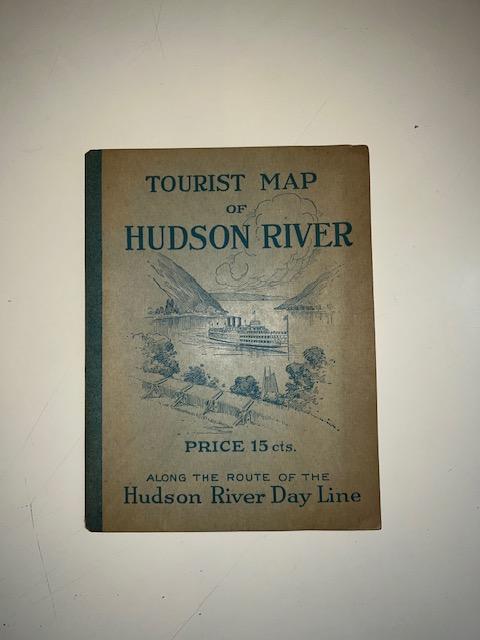 TOURIST MAP
OF
HUDSON RIVER
PRICE 15 cts.
ALONG THE ROUTE OF THE
Hudson River Day Line